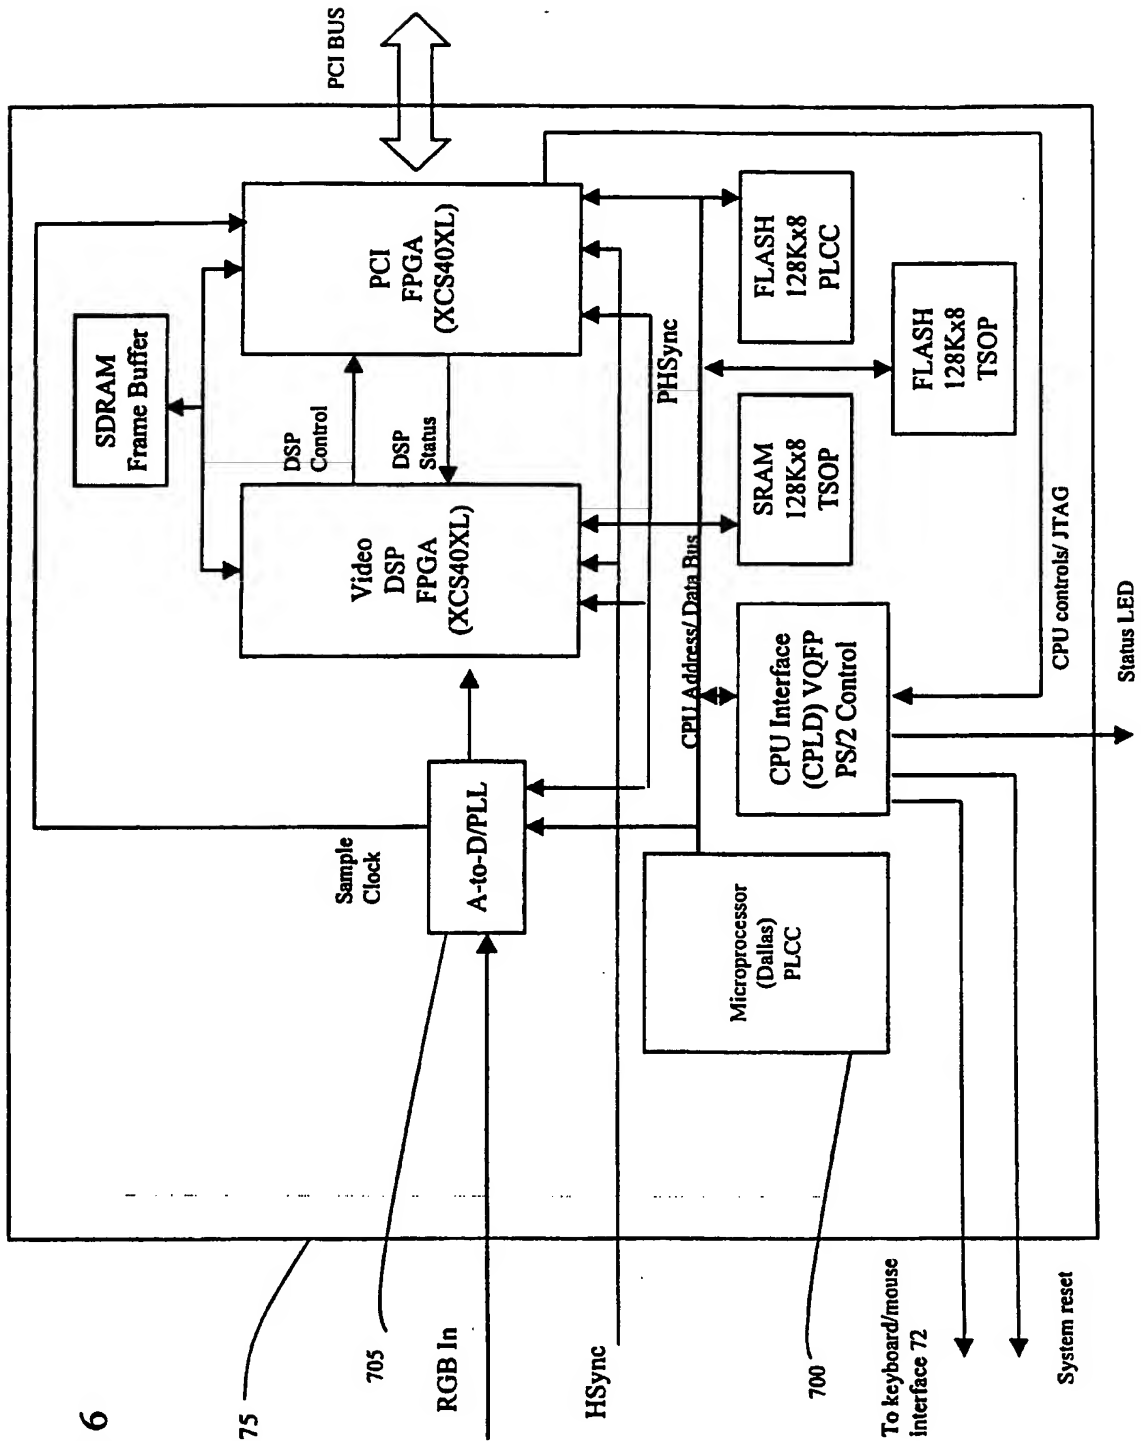 6
75
705
RGB In
HSync
700
To keyboard/mouse
interface 72
System reset
Sample
Clock
A-to-D/PLL
Microprocessor
(Dallas)
PLCC
SDRAM
Frame Buffer
Video
DSP
FPGA
(XCS40XL)
DSP
Control
DSP
Status
PCI
FPGA
(XCS40XL)
PCI BUS
PHSync
CPU Address/ Data Bus
CPU Interface
(CPLD) VQFP
PS/2 Control
SRAM
128Kx8
TSOP
FLASH
128Kx8
PLCC
FLASH
128Kx8
TSOP
CPU controls/ JTAG
Status LED